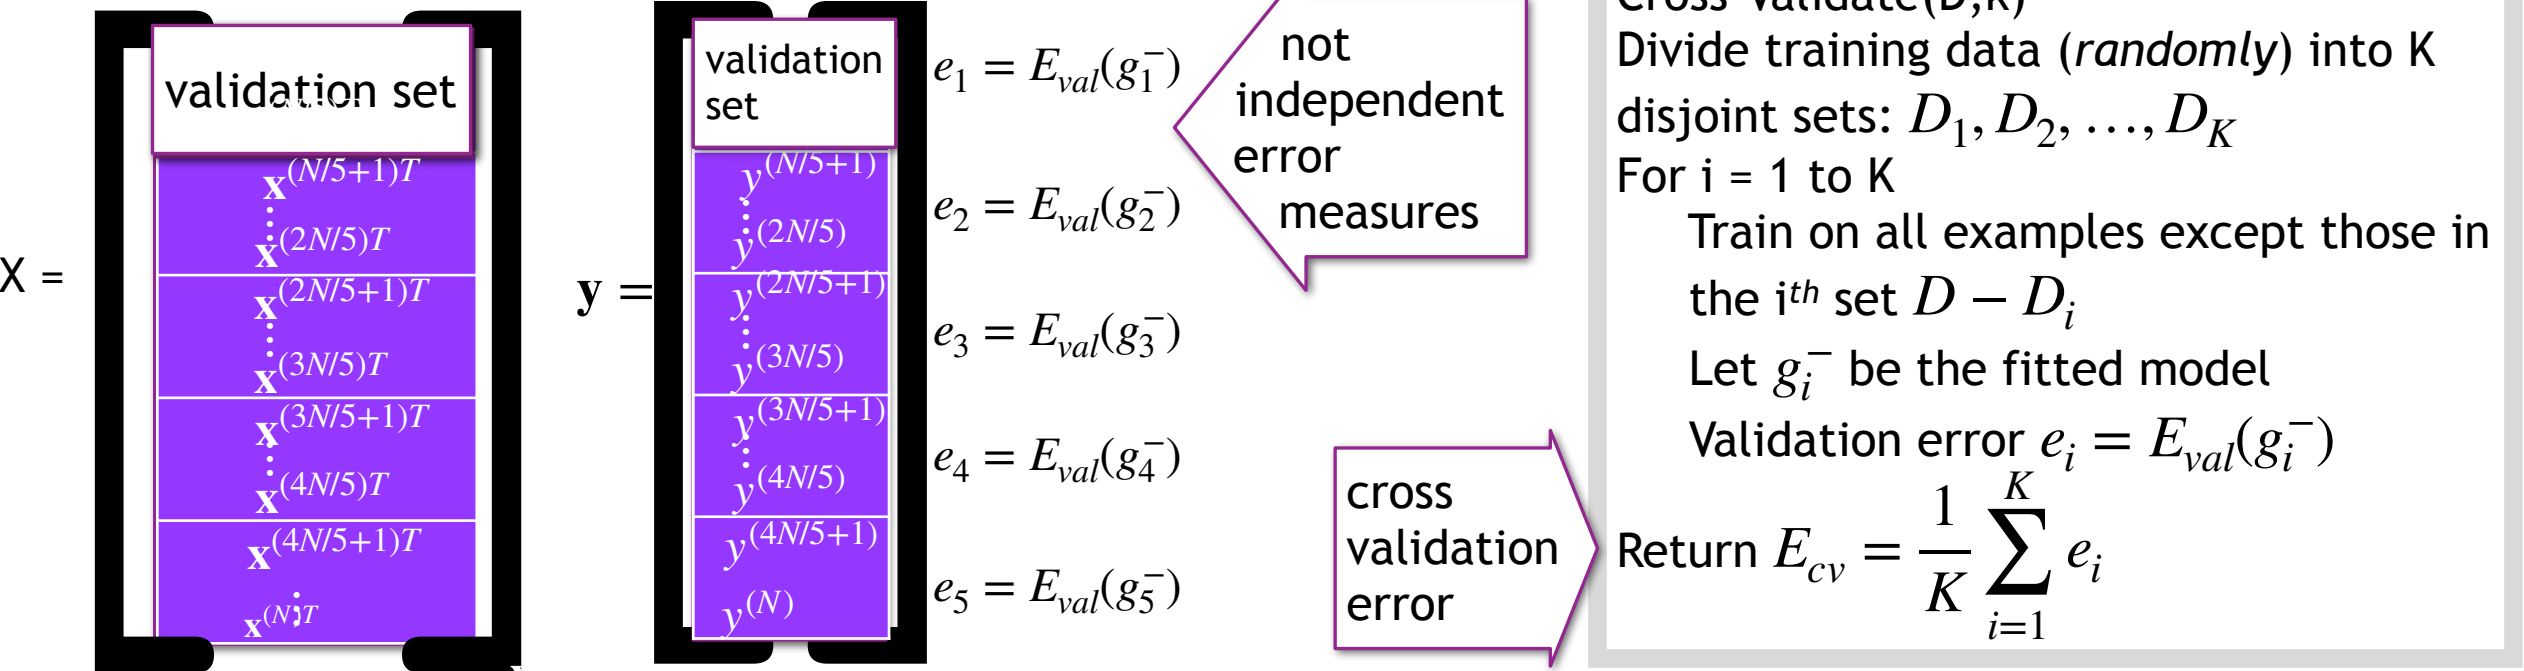 X =
validation set
x^(N/5+1)T
⋮
x^(2N/5)T
x^(2N/5+1)T
⋮
x^(3N/5)T
x^(3N/5+1)T
⋮
x^(4N/5)T
x^(4N/5+1)T
⋮
x^(N)T
y =
validation
set
y^(N/5+1)
⋮
y^(2N/5)
y^(2N/5+1)
⋮
y^(3N/5)
y^(3N/5+1)
⋮
y^(4N/5)
y^(4N/5+1)
y^(N)
e_1 = E_val(g_1^−)
e_2 = E_val(g_2^−)
e_3 = E_val(g_3^−)
e_4 = E_val(g_4^−)
e_5 = E_val(g_5^−)
not
independent
error
measures
cross
validation
error
Cross-Validate(D,K)
Divide training data (randomly) into K
disjoint sets: D_1, D_2, …, D_K
For i = 1 to K
Train on all examples except those in
the i^th set D − D_i
Let g_i^− be the fitted model
Validation error e_i = E_val(g_i^−)
Return E_cv = 1/K ∑_{i=1}^{K} e_i